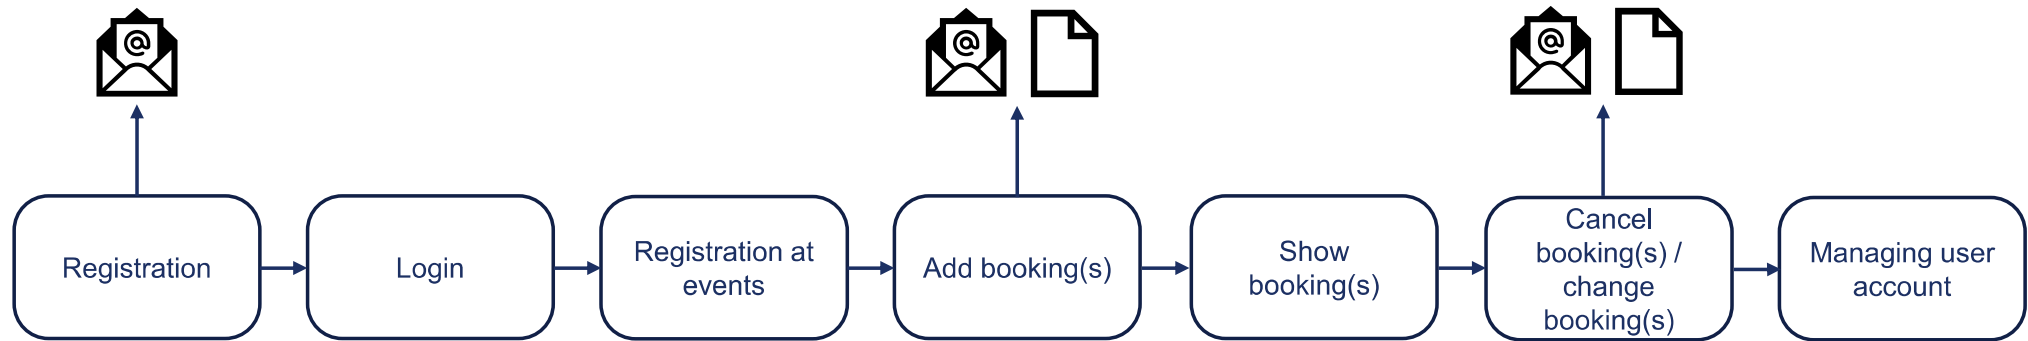 @
@
@
Registration
Login
Registration at
events
Add booking(s)
Show
booking(s)
Cancel
booking(s) /
change
booking(s)
Managing user
account